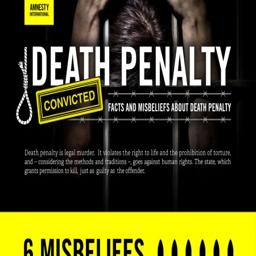 AMNESTY
INTERNATIONAL
DEATH PENALTY
CONVICTED
FACTS AND MISBELIEFS ABOUT DEATH PENALTY
Death penalty is legal murder. It violates the right to life and the prohibition of torture,
and – considering the methods and traditions –, goes against human rights. The state, which
grants permission to kill, just as guilty as the offender.
6 MISBELIEFS